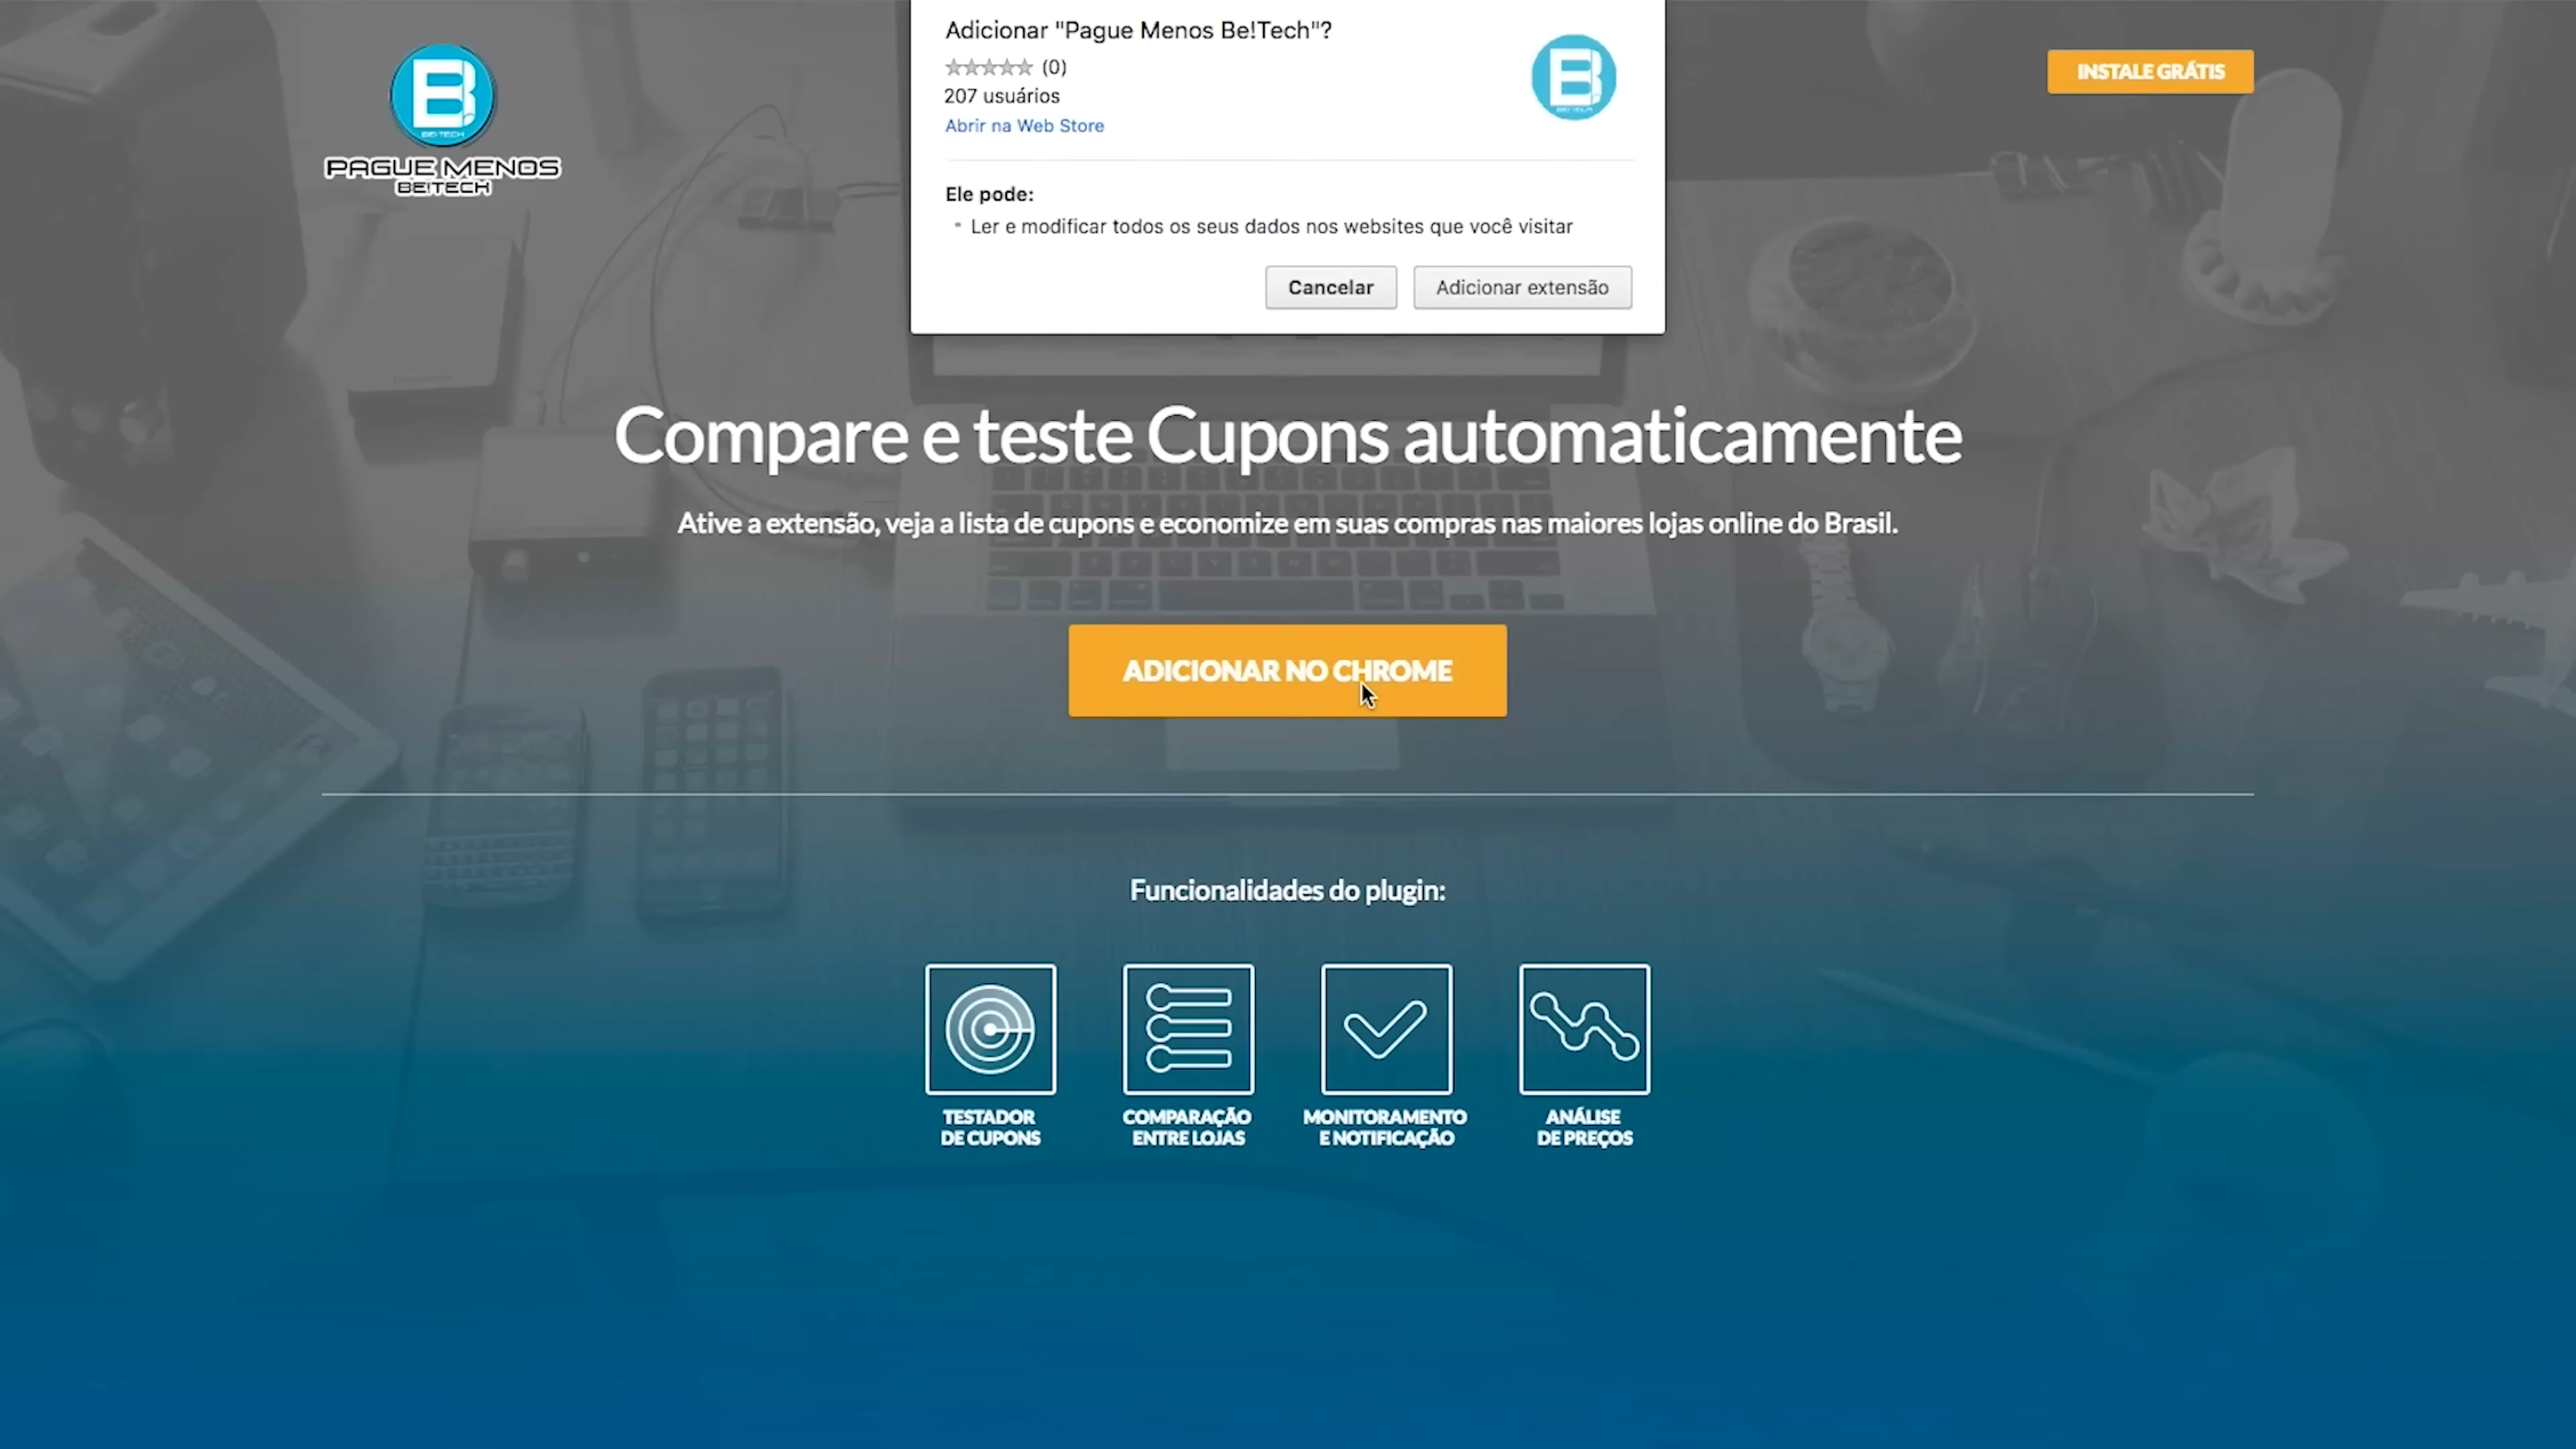 Adicionar "Pague Menos Be!Tech"?
(0)
207 usuários
Abrir na Web Store
Ele pode:
Ler e modificar todos os seus dados nos websites que você visitar
Cancelar
Adicionar extensão
BE! TECH
PAGUE MENOS
BE!TECH
INSTALE GRÁTIS
Compare e teste Cupons automaticamente
Ative a extensão, veja a lista de cupons e economize em suas compras nas maiores lojas online do Brasil.
ADICIONAR NO CHROME
Funcionalidades do plugin:
TESTADOR
DE CUPONS
COMPARAÇÃO
ENTRE LOJAS
MONITORAMENTO
E NOTIFICAÇÃO
ANÁLISE
DE PREÇOS